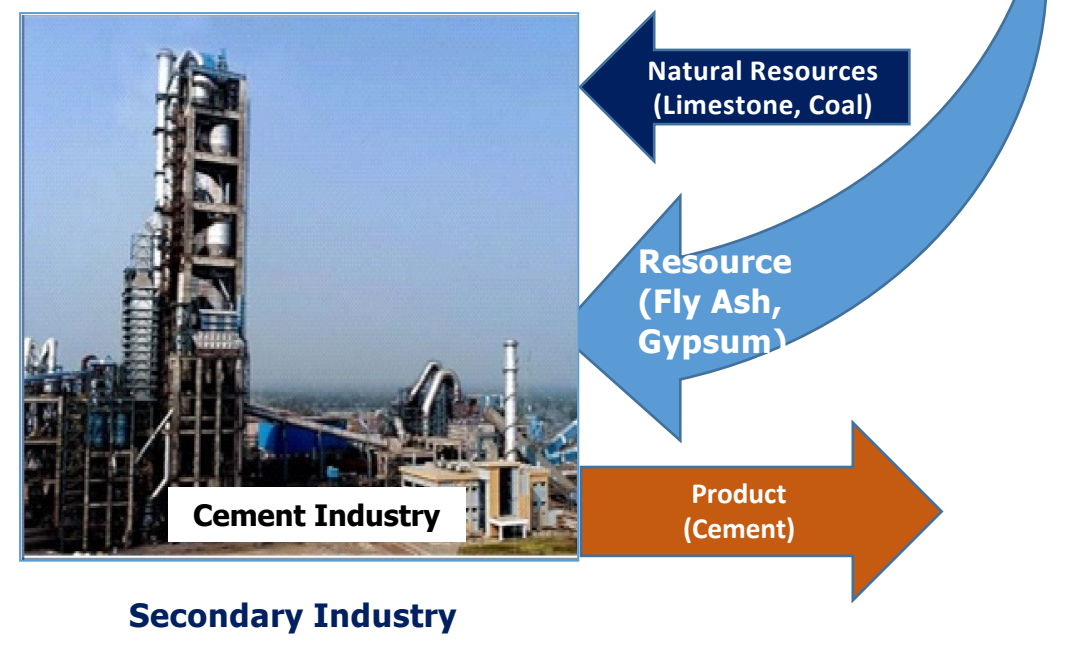 Natural Resources
(Limestone, Coal)
Resource
(Fly Ash,
Gypsum)
Product
(Cement)
Cement Industry
Secondary Industry